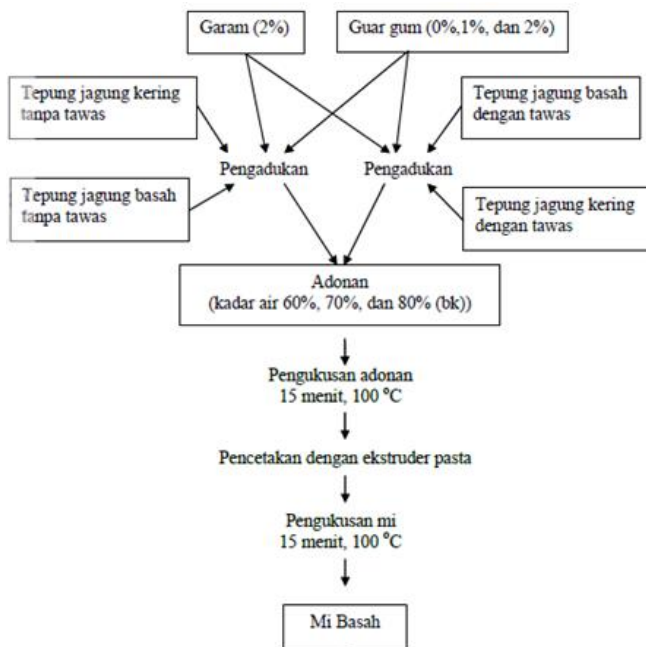 Garam (2%)
Guar gum (0%,1%, dan 2%)
Tepung jagung kering
tanpa tawas
Tepung jagung basah
dengan tawas
Pengadukan
Pengadukan
Tepung jagung basah
tanpa tawas
Tepung jagung kering
dengan tawas
Adonan
(kadar air 60%, 70%, dan 80% (bk))
Pengukusan adonan
15 menit, 100 °C
Pencetakan dengan ekstruder pasta
Pengukusan mi
15 menit, 100 °C
Mi Basah